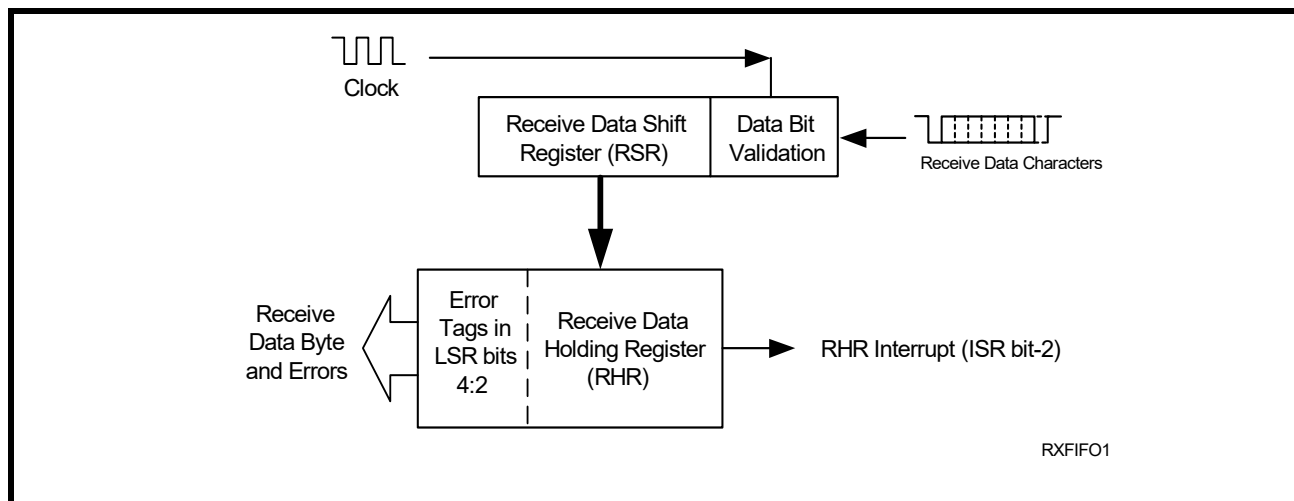 Clock
Receive Data Shift
Register (RSR)
Data Bit
Validation
Receive Data Characters
Receive
Data Byte
and Errors
Error
Tags in
LSR bits
4:2
Receive Data
Holding Register
(RHR)
RHR Interrupt (ISR bit-2)
RXFIFO1